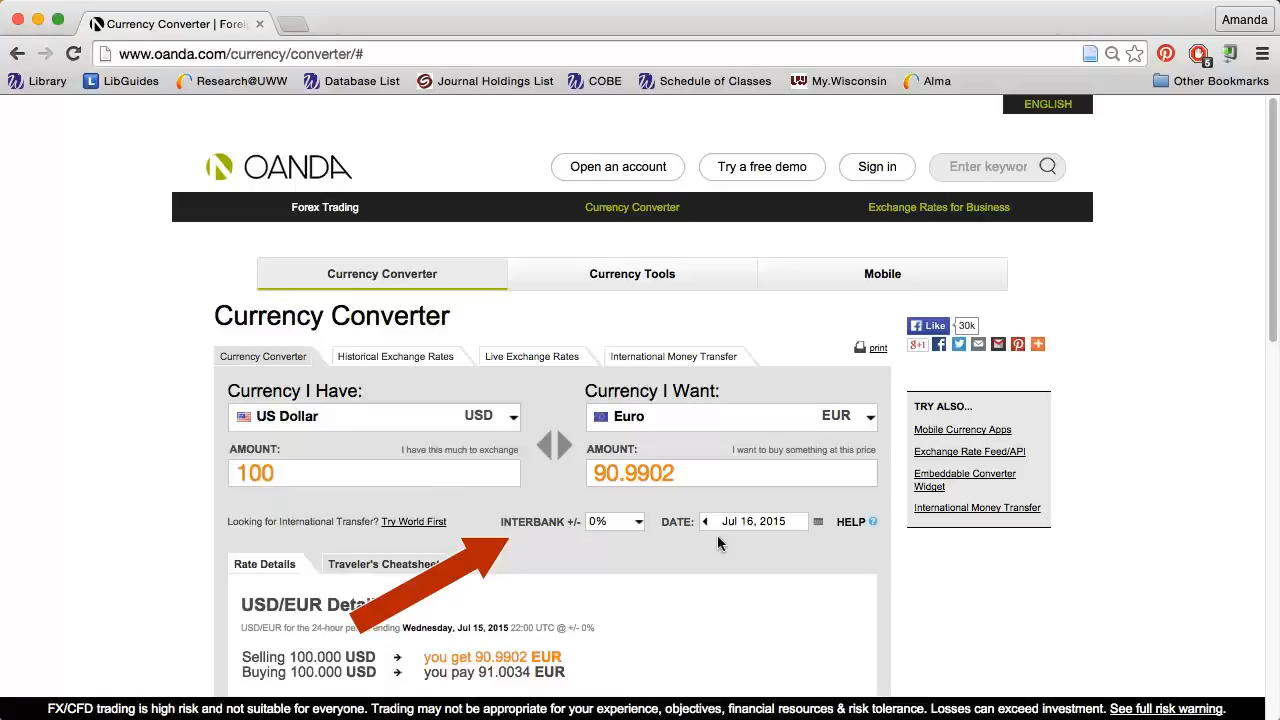 Currency Converter | Forei
Amanda
www.oanda.com/currency/converter/#
5
Library LibGuides Research@UWW Database List Journal Holdings List COBE Schedule of Classes My.Wisconsin Alma Other Bookmarks
ENGLISH
OANDA
Open an account Try a free demo Sign in Enter keywor
Forex Trading Currency Converter Exchange Rates for Business
Currency Converter Currency Tools Mobile
Currency Converter
Like 30k
g+1
Currency Converter Historical Exchange Rates Live Exchange Rates International Money Transfer print
Currency I Have: Currency I Want:
US Dollar USD Euro EUR
AMOUNT: I have this much to exchange AMOUNT: I want to buy something at this price
100 90.9902
TRY ALSO...
Mobile Currency Apps
Exchange Rate Feed/API
Embeddable Converter
Widget
International Money Transfer
Looking for International Transfer? Try World First INTERBANK +/- 0% DATE: Jul 16, 2015 HELP ?
Rate Details Traveler's Cheatsheet
USD/EUR Detai
USD/EUR for the 24-hour pe ending Wednesday, Jul 15, 2015 22:00 UTC @ +/- 0%
Selling 100.000 USD → you get 90.9902 EUR
Buying 100.000 USD → you pay 91.0034 EUR
FX/CFD trading is high risk and not suitable for everyone. Trading may not be appropriate for your experience, objectives, financial resources & risk tolerance. Losses can exceed investment. See full risk warning.